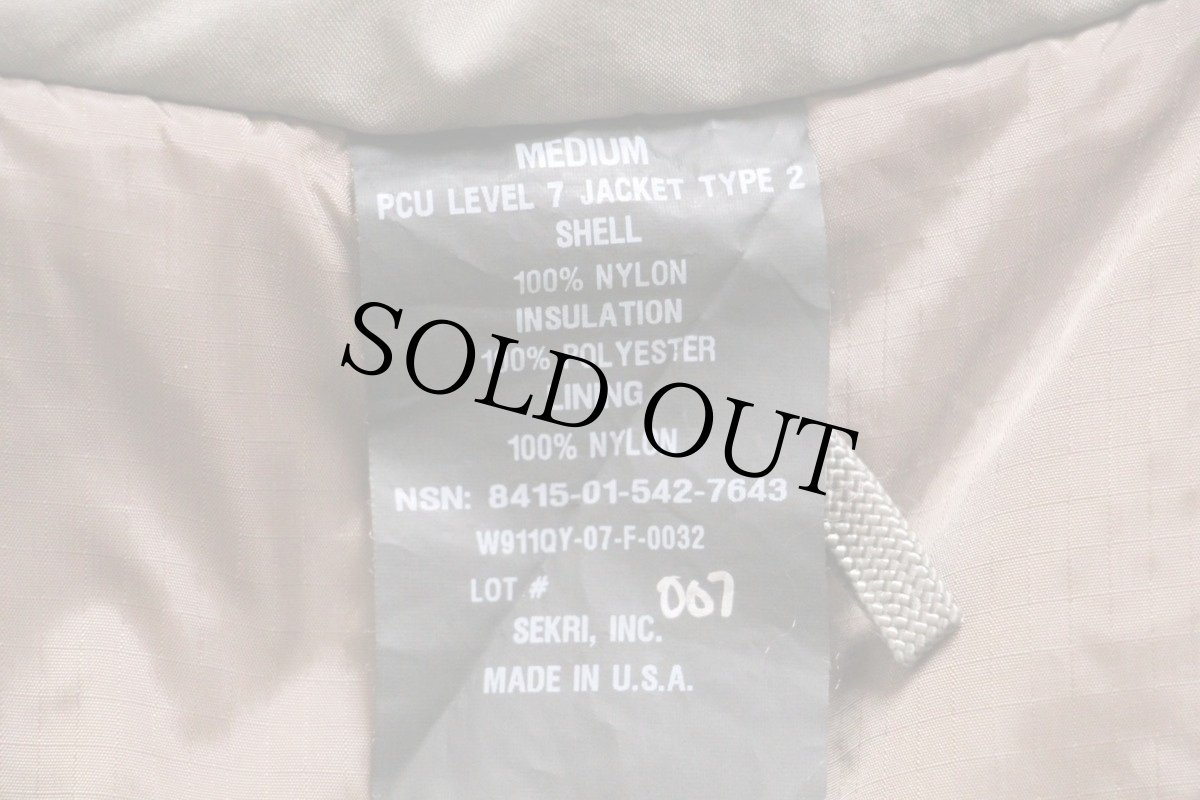 MEDIUM
PCU LEVEL 7 JACKET TYPE 2
SHELL
100% NYLON
INSULATION
100% POLYESTER
LINING
100% NYLON
NSN: 8415-01-542-7643
W911QY-07-F-0032
LOT # 007
SEKRI, INC.
MADE IN U.S.A.
SOLD OUT